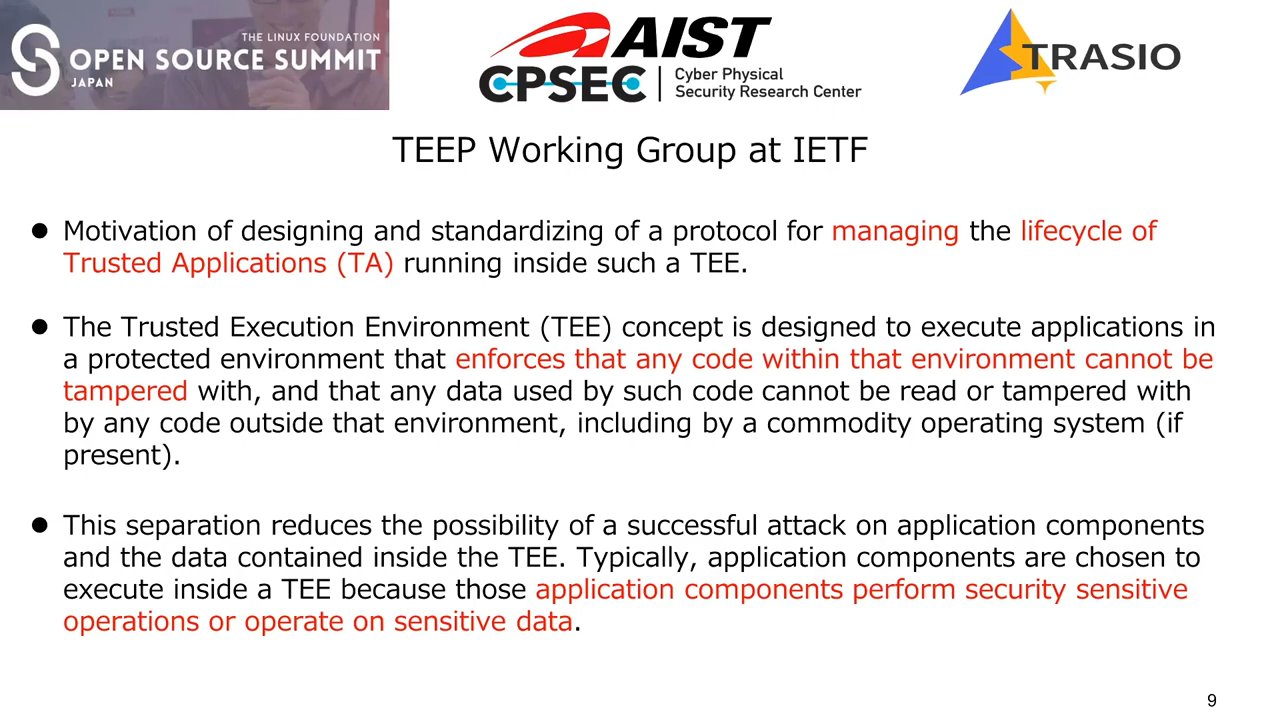 THE LINUX FOUNDATION
OPEN SOURCE SUMMIT
JAPAN
AIST
CPSEC
Cyber Physical
Security Research Center
TRASIO
TEEP Working Group at IETF
● Motivation of designing and standardizing of a protocol for managing the lifecycle of
Trusted Applications (TA) running inside such a TEE.
● The Trusted Execution Environment (TEE) concept is designed to execute applications in
a protected environment that enforces that any code within that environment cannot be
tampered with, and that any data used by such code cannot be read or tampered with
by any code outside that environment, including by a commodity operating system (if
present).
● This separation reduces the possibility of a successful attack on application components
and the data contained inside the TEE. Typically, application components are chosen to
execute inside a TEE because those application components perform security sensitive
operations or operate on sensitive data.
9